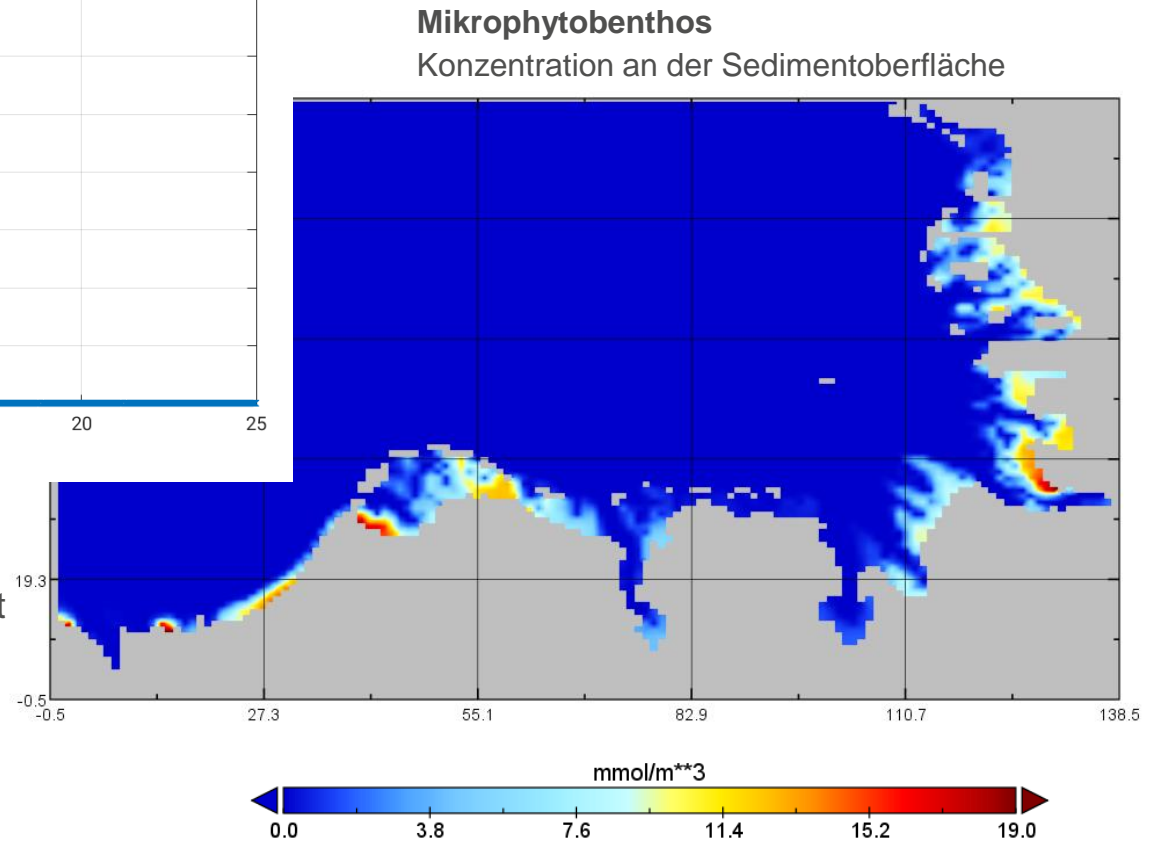 Mikrophytobenthos
Konzentration an der Sedimentoberfläche
20 25
t
19.3
-0.5
-0.5 27.3 55.1 82.9 110.7 138.5
mmol/m**3
0.0 3.8 7.6 11.4 15.2 19.0